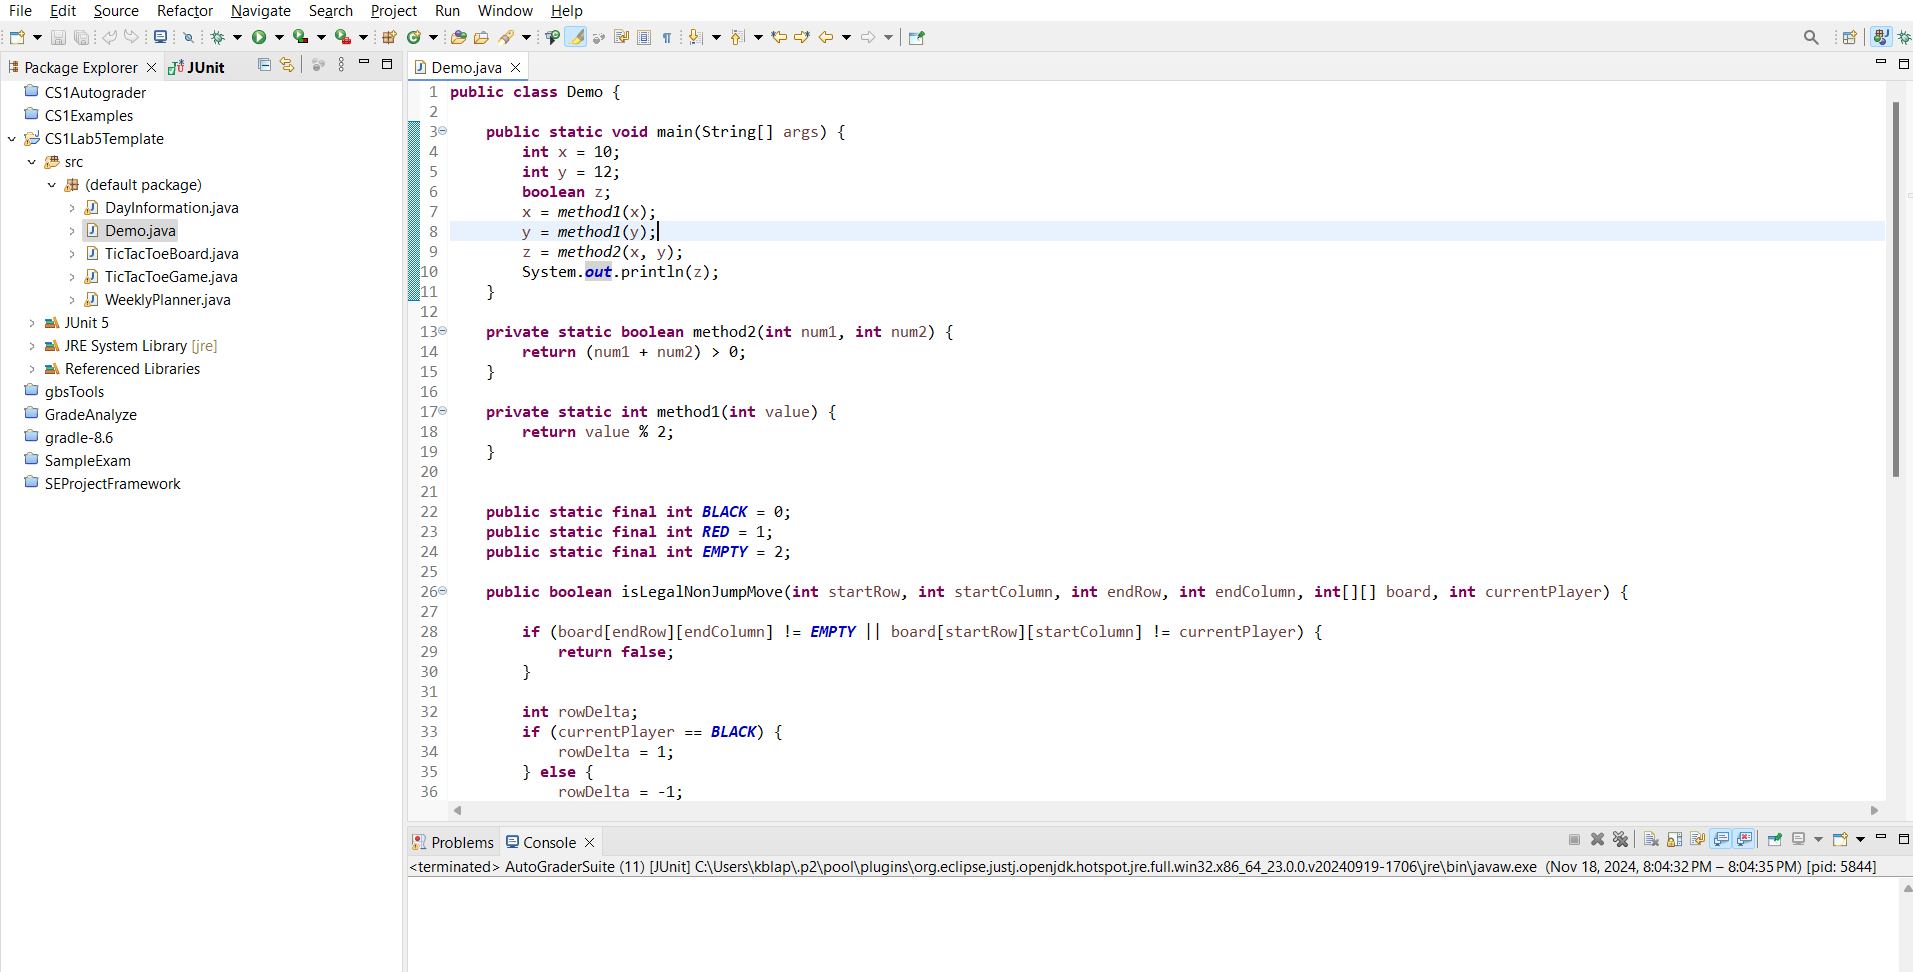 File Edit Source Refactor Navigate Search Project Run Window Help
Package Explorer
JUnit
CS1Autograder
CS1Examples
CS1Lab5Template
src
(default package)
DayInformation.java
Demo.java
TicTacToeBoard.java
TicTacToeGame.java
WeeklyPlanner.java
JUnit 5
JRE System Library [jre]
Referenced Libraries
gbsTools
GradeAnalyze
gradle-8.6
SampleExam
SEProjectFramework
Demo.java
1 public class Demo {
2
3     public static void main(String[] args) {
4         int x = 10;
5         int y = 12;
6         boolean z;
7         x = method1(x);
8         y = method1(y);
9         z = method2(x, y);
10         System.out.println(z);
11     }
12
13     private static boolean method2(int num1, int num2) {
14         return (num1 + num2) > 0;
15     }
16
17     private static int method1(int value) {
18         return value % 2;
19     }
20
21
22     public static final int BLACK = 0;
23     public static final int RED = 1;
24     public static final int EMPTY = 2;
25
26     public boolean isLegalNonJumpMove(int startRow, int startColumn, int endRow, int endColumn, int[][] board, int currentPlayer) {
27
28         if (board[endRow][endColumn] != EMPTY || board[startRow][startColumn] != currentPlayer) {
29             return false;
30         }
31
32         int rowDelta;
33         if (currentPlayer == BLACK) {
34             rowDelta = 1;
35         } else {
36             rowDelta = -1;
Problems Console
<terminated> AutoGraderSuite (11) [JUnit] C:\Users\kblap\.p2\pool\plugins\org.eclipse.justj.openjdk.hotspot.jre.full.win32.x86_64_23.0.0.v20240919-1706\jre\bin\javaw.exe (Nov 18, 2024, 8:04:32 PM – 8:04:35 PM) [pid: 5844]